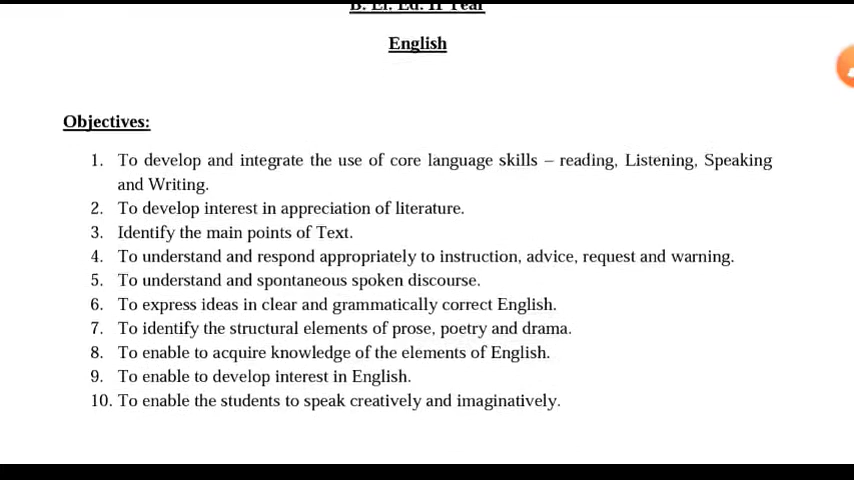 B. El. Ed. II Year
English
Objectives:
1. To develop and integrate the use of core language skills – reading, Listening, Speaking
and Writing.
2. To develop interest in appreciation of literature.
3. Identify the main points of Text.
4. To understand and respond appropriately to instruction, advice, request and warning.
5. To understand and spontaneous spoken discourse.
6. To express ideas in clear and grammatically correct English.
7. To identify the structural elements of prose, poetry and drama.
8. To enable to acquire knowledge of the elements of English.
9. To enable to develop interest in English.
10. To enable the students to speak creatively and imaginatively.